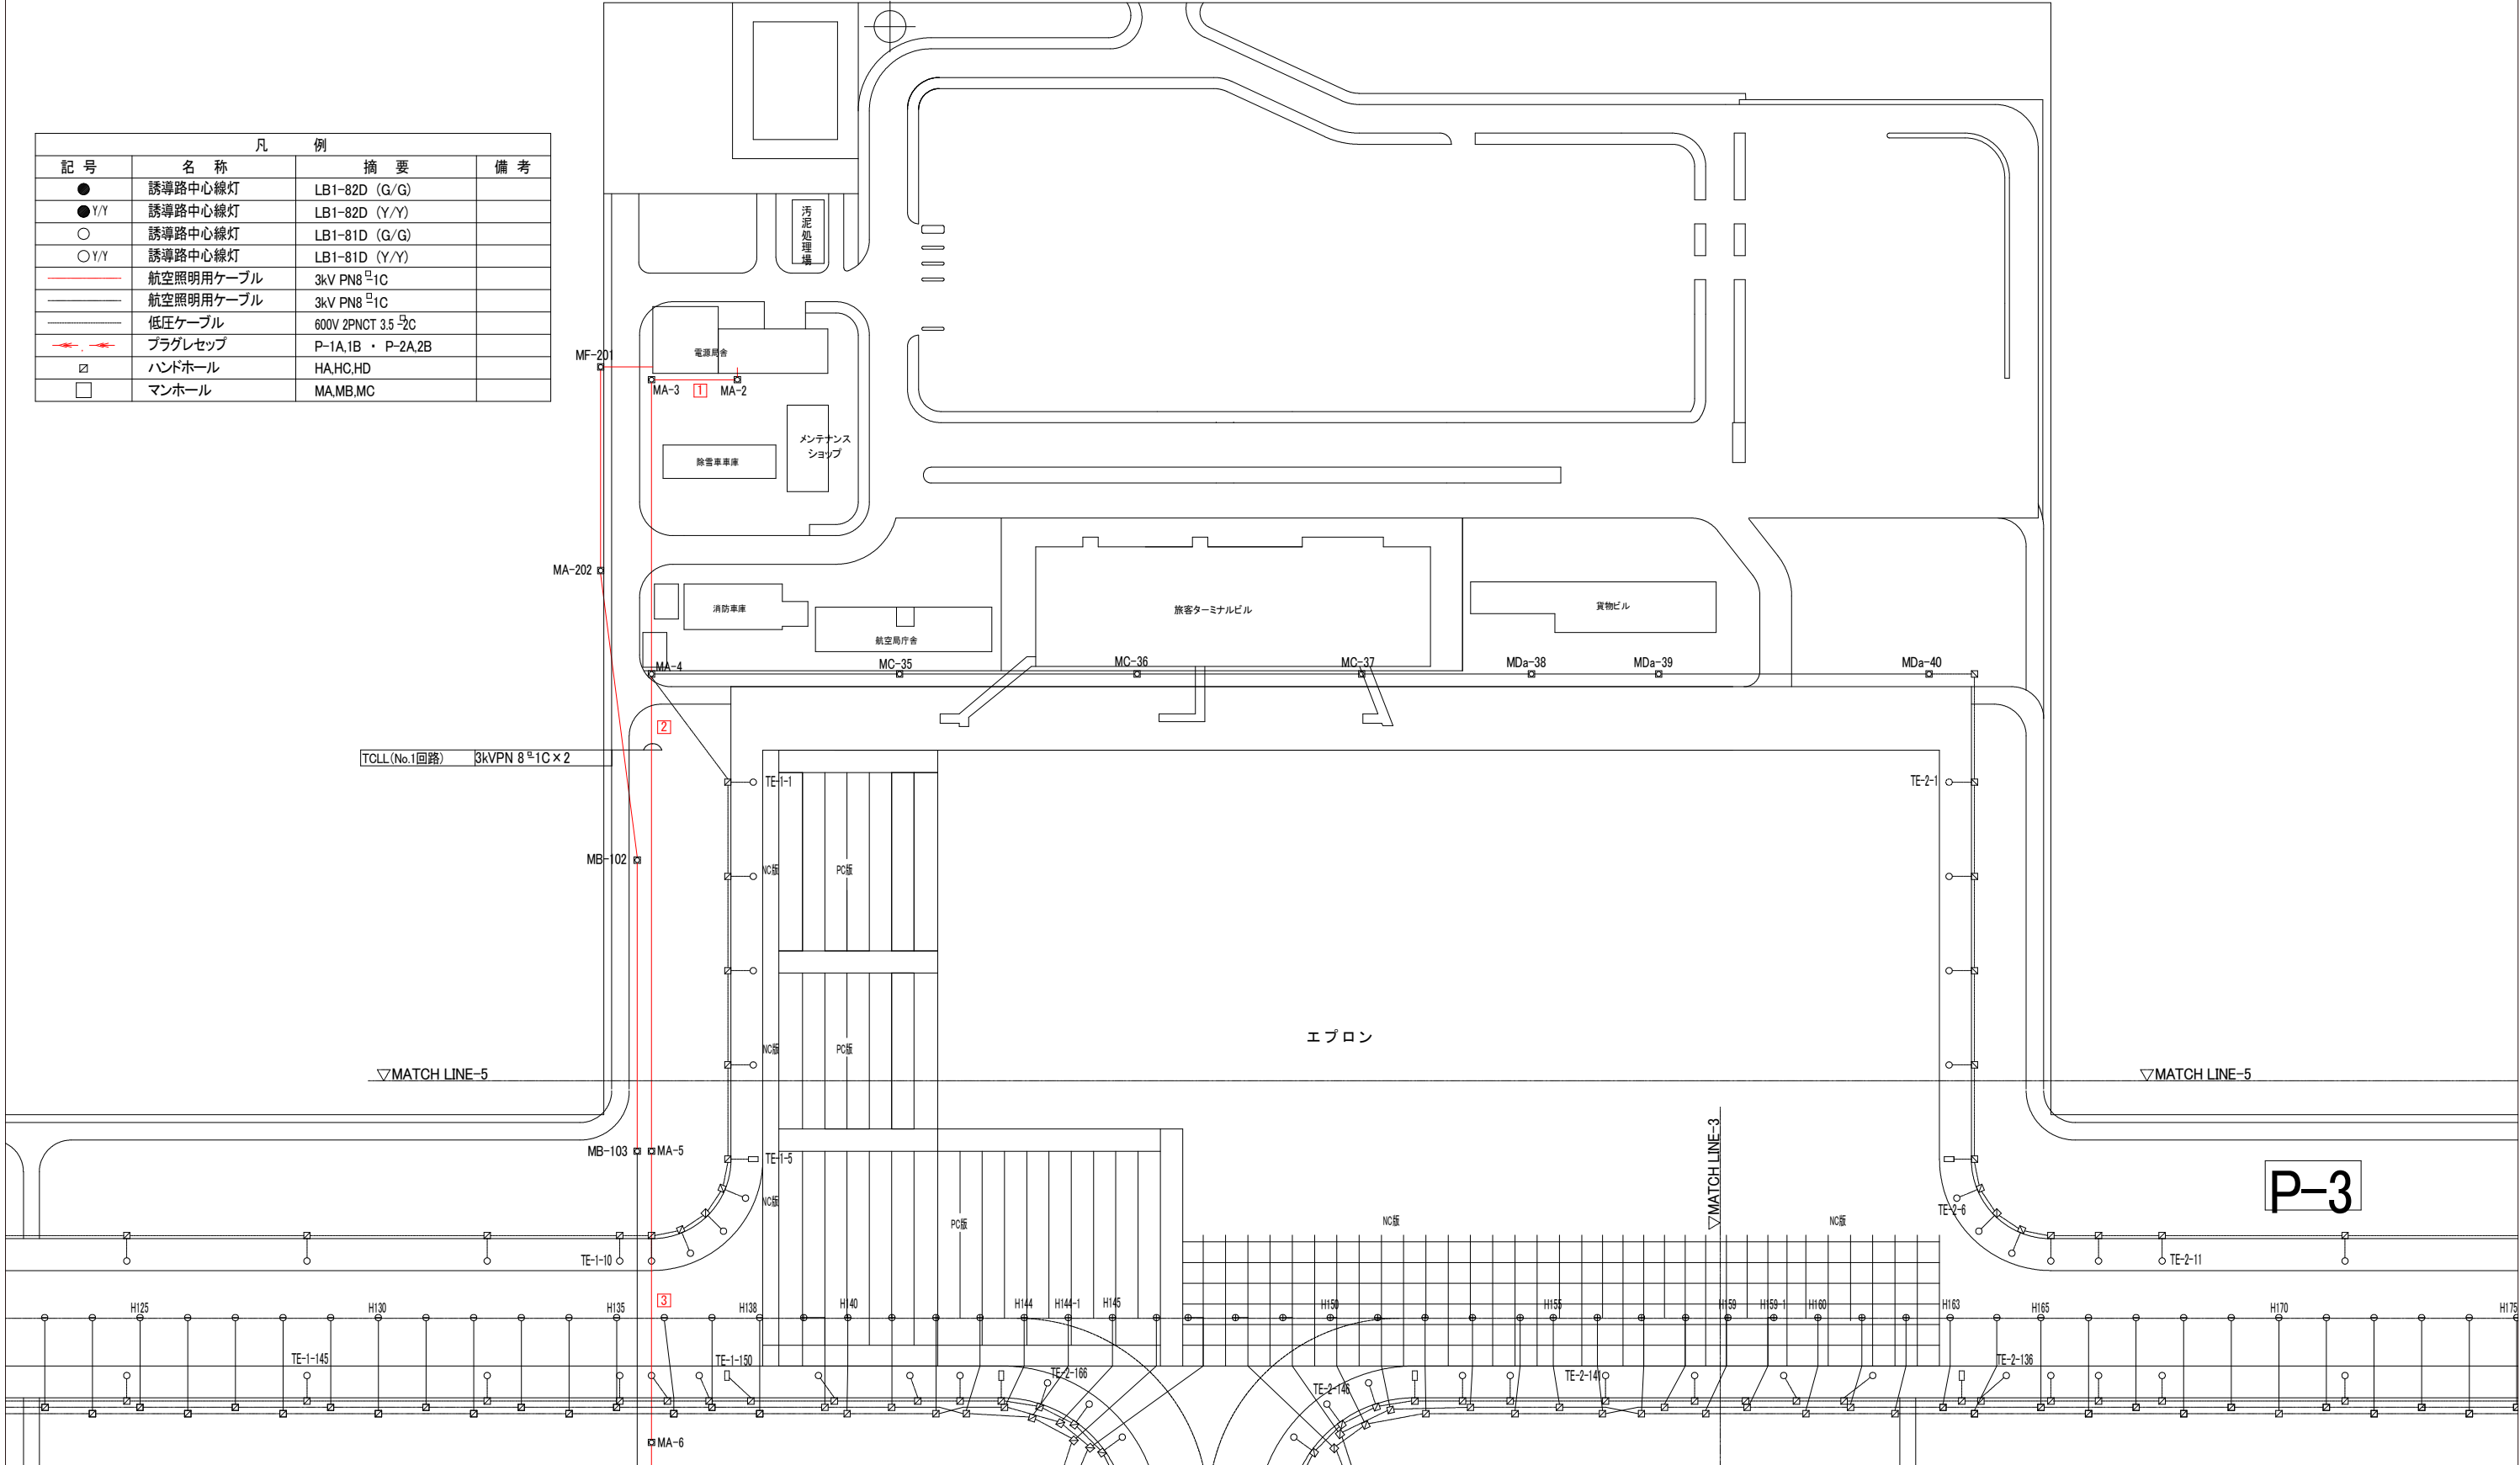 凡 例
記 号 名 称 摘 要 備 考
誘導路中心線灯 LB1-82D (G/G)
Y/Y 誘導路中心線灯 LB1-82D (Y/Y)
誘導路中心線灯 LB1-81D (G/G)
Y/Y 誘導路中心線灯 LB1-81D (Y/Y)
航空照明用ケーブル 3kV PN8□-1C
航空照明用ケーブル 3kV PN8□-1C
低圧ケーブル 600V 2PNCT 3.5□-2C
プラグレセップ P-1A,1B ・ P-2A,2B
ハンドホール HA,HC,HD
マンホール MA,MB,MC
汚泥処理場
電源局舎
MF-201
MA-3
1
MA-2
メンテナンス
ショップ
除雪車車庫
MA-202
消防車庫
航空局庁舎
旅客ターミナルビル
貨物ビル
MA-4
MC-35
MC-36
MC-37
MDa-38
MDa-39
MDa-40
2
TCLL(No.1回路) 3kVPN 8□-1C×2
TE-1-1
TE-2-1
MB-102
NC版
PC版
エプロン
NC版
PC版
▽MATCH LINE-5
▽MATCH LINE-5
▽MATCH LINE-3
MB-103
MA-5
TE-1-5
P-3
NC版
PC版
NC版
NC版
TE-2-6
TE-1-10
TE-2-11
3
H125
H130
H135
H138
H140
H144
H144-1
H145
H150
H155
H159
H159-1
H160
H163
H165
H170
H175
TE-1-145
TE-1-150
TE-2-166
TE-2-146
TE-2-141
TE-2-136
MA-6